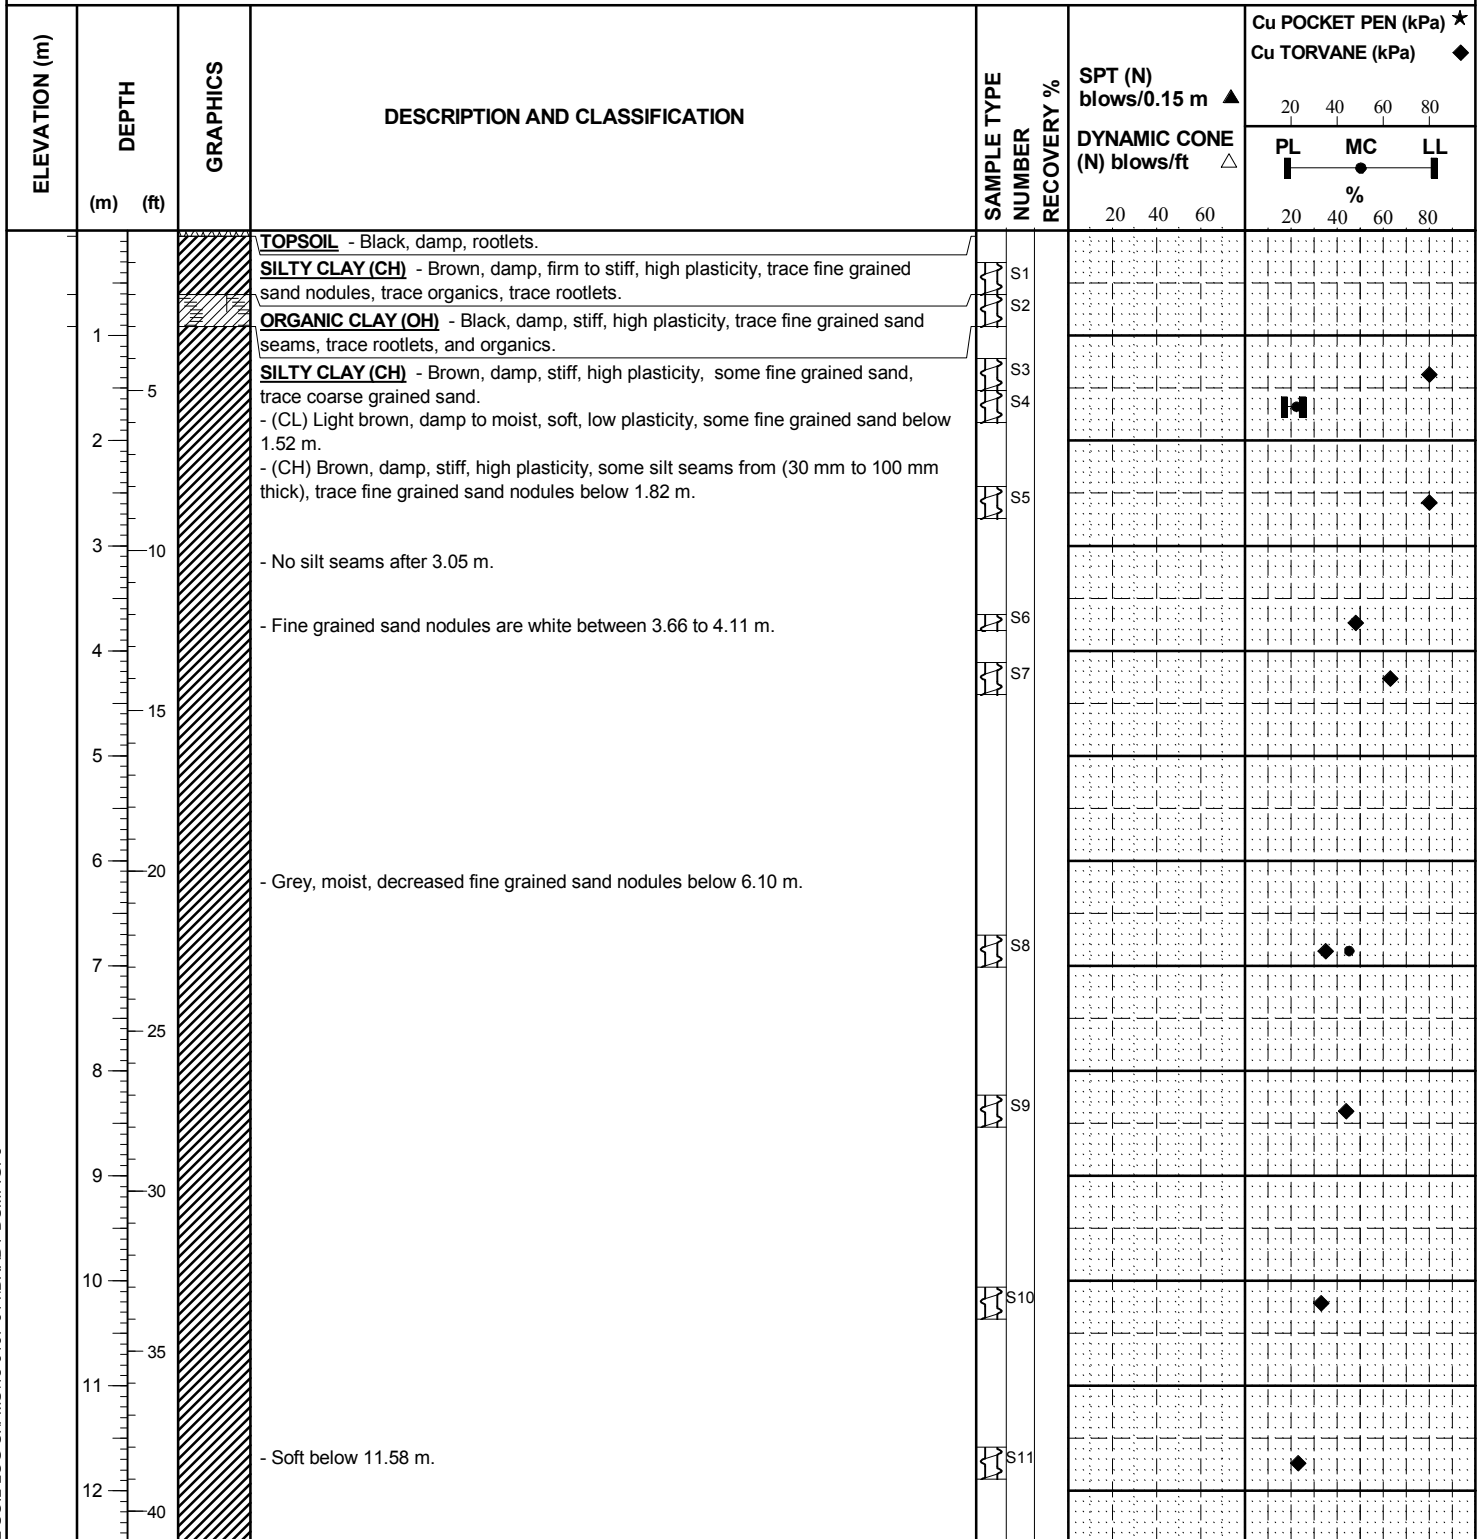 ELEVATION (m)
DEPTH
(m) (ft)
GRAPHICS
DESCRIPTION AND CLASSIFICATION
SAMPLE TYPE
NUMBER
RECOVERY %
SPT (N)
blows/0.15 m
DYNAMIC CONE
(N) blows/ft
20 40 60
Cu POCKET PEN (kPa)
Cu TORVANE (kPa)
20 40 60 80
PL MC LL
%
20 40 60 80
TOPSOIL - Black, damp, rootlets.
SILTY CLAY (CH) - Brown, damp, firm to stiff, high plasticity, trace fine grained
S1
sand nodules, trace organics, trace rootlets.
S2
ORGANIC CLAY (OH) - Black, damp, stiff, high plasticity, trace fine grained sand
1
seams, trace rootlets, and organics.
SILTY CLAY (CH) - Brown, damp, stiff, high plasticity, some fine grained sand,
S3
5
trace coarse grained sand.
S4
- (CL) Light brown, damp to moist, soft, low plasticity, some fine grained sand below
2
1.52 m.
- (CH) Brown, damp, stiff, high plasticity, some silt seams from (30 mm to 100 mm
thick), trace fine grained sand nodules below 1.82 m.
S5
3
10
- No silt seams after 3.05 m.
S6
- Fine grained sand nodules are white between 3.66 to 4.11 m.
4
S7
15
5
6
20
- Grey, moist, decreased fine grained sand nodules below 6.10 m.
S8
7
25
8
S9
9
30
10
S10
35
11
- Soft below 11.58 m.
S11
12
40